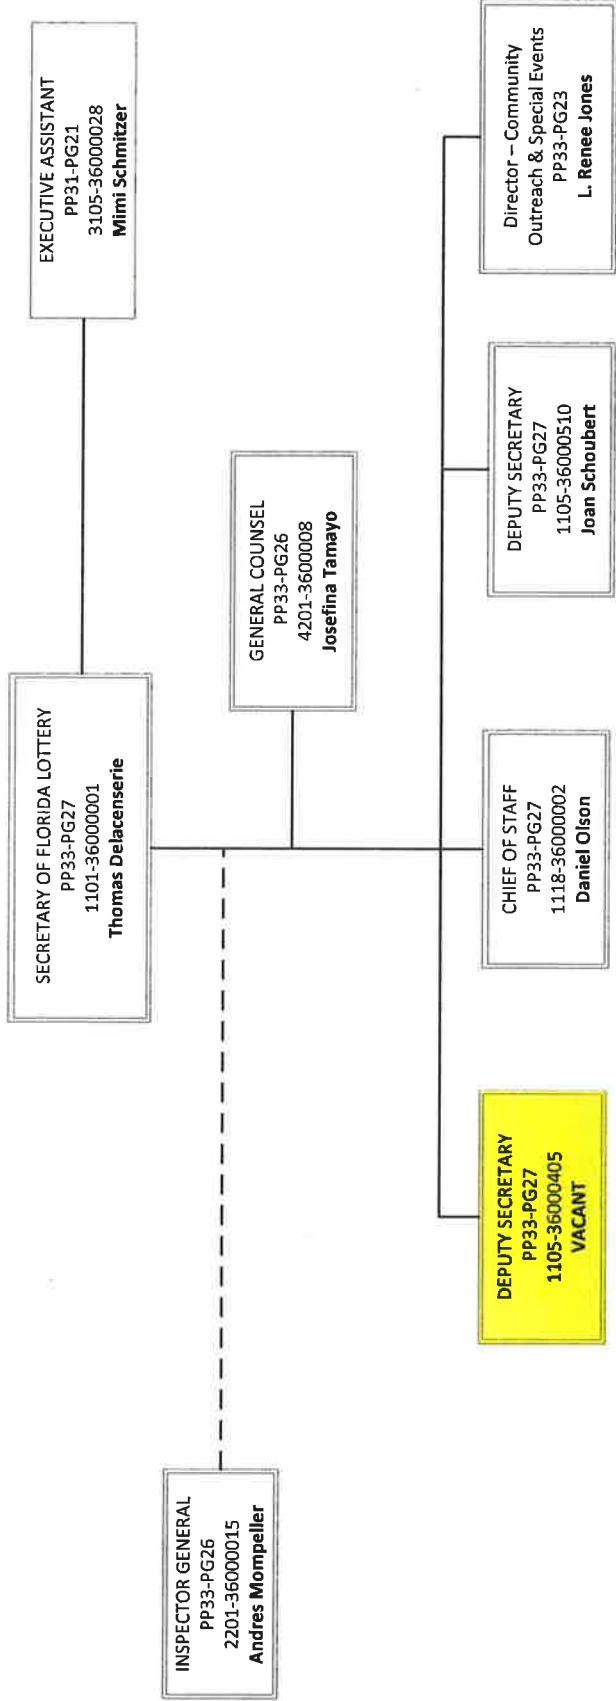 SECRETARY OF FLORIDA LOTTERY
PP33-PG27
1101-36000001
Thomas Delacenserie
EXECUTIVE ASSISTANT
PP31-PG21
3105-36000028
Mimi Schmitzer
INSPECTOR GENERAL
PP33-PG26
2201-36000015
Andres Mompeller
GENERAL COUNSEL
PP33-PG26
4201-3600008
Josefina Tamayo
DEPUTY SECRETARY
PP33-PG27
1105-36000405
VACANT
CHIEF OF STAFF
PP33-PG27
1118-36000002
Daniel Olson
DEPUTY SECRETARY
PP33-PG27
1105-36000510
Joan Schoubert
Director – Community
Outreach & Special Events
PP33-PG23
L. Renee Jones